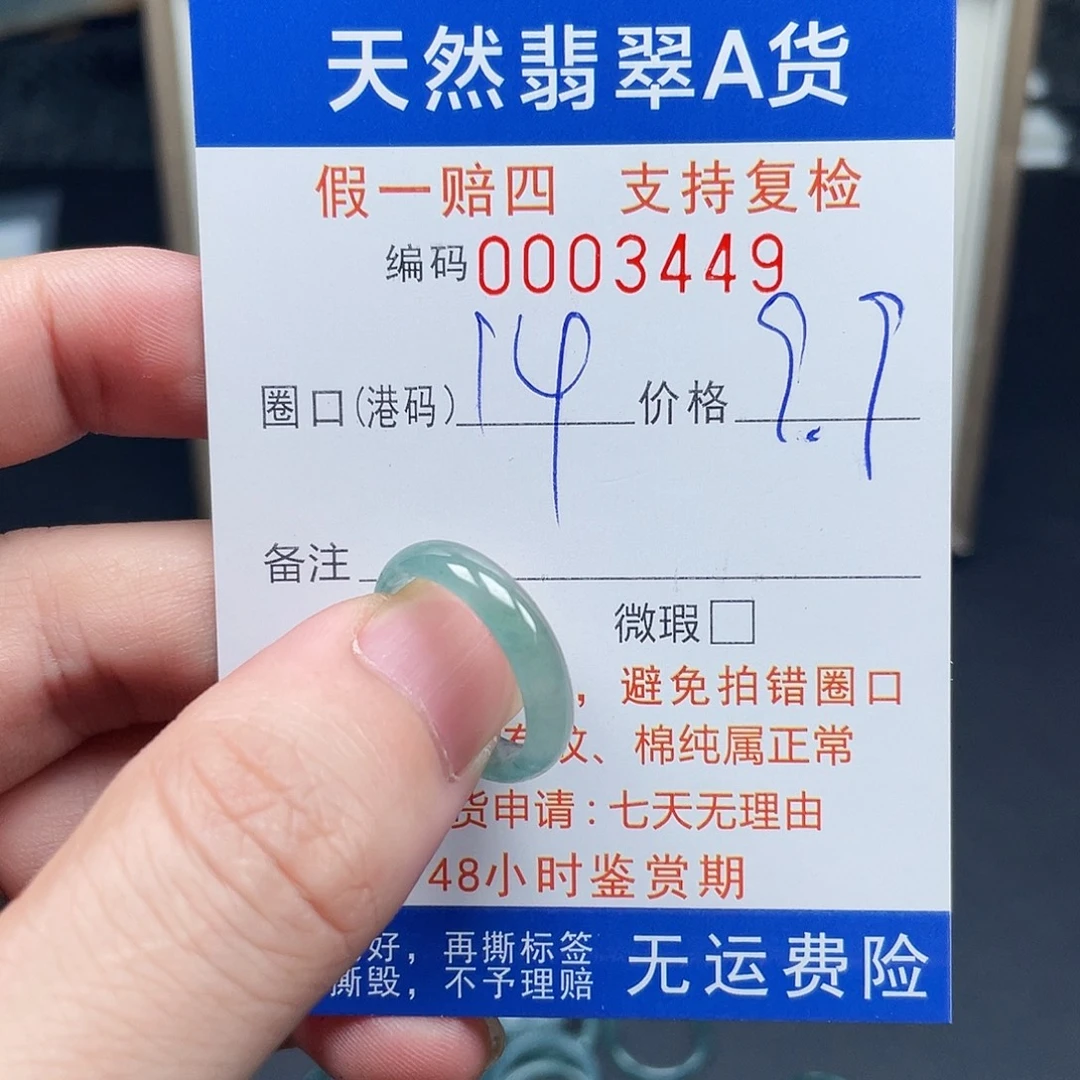 天然翡翠A货
假一赔四 支持复检
编码0003449
圈口(港码) 14 价格
备注
微瑕
,避免拍错圈口
纹、棉纯属正常
货申请:七天无理由
48小时鉴赏期
好,再撕标签
撕毁,不予理赔
无运费险